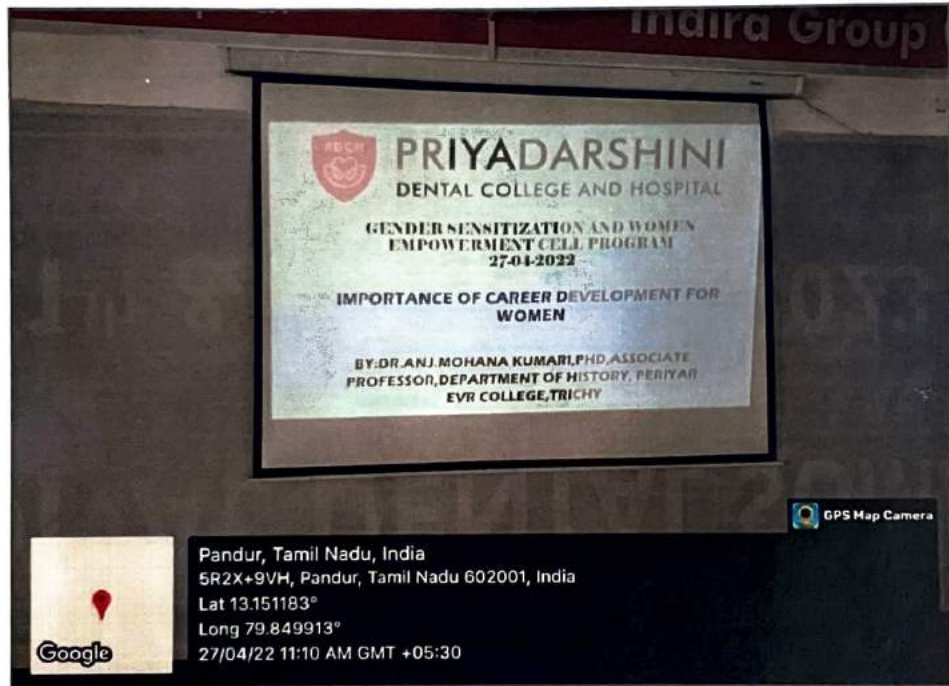 Indira Group
PDCH
PRIYADARSHINI
DENTAL COLLEGE AND HOSPITAL
GENDER SENSITIZATION AND WOMEN
EMPOWERMENT CELL PROGRAM
27-04-2022
IMPORTANCE OF CAREER DEVELOPMENT FOR
WOMEN
BY:DR.ANJ.MOHANA KUMARI,PHD,ASSOCIATE
PROFESSOR,DEPARTMENT OF HISTORY, PERIYAR
EVR COLLEGE,TRICHY
GPS Map Camera
Pandur, Tamil Nadu, India
5R2X+9VH, Pandur, Tamil Nadu 602001, India
Lat 13.151183°
Long 79.849913°
27/04/22 11:10 AM GMT +05:30
Google